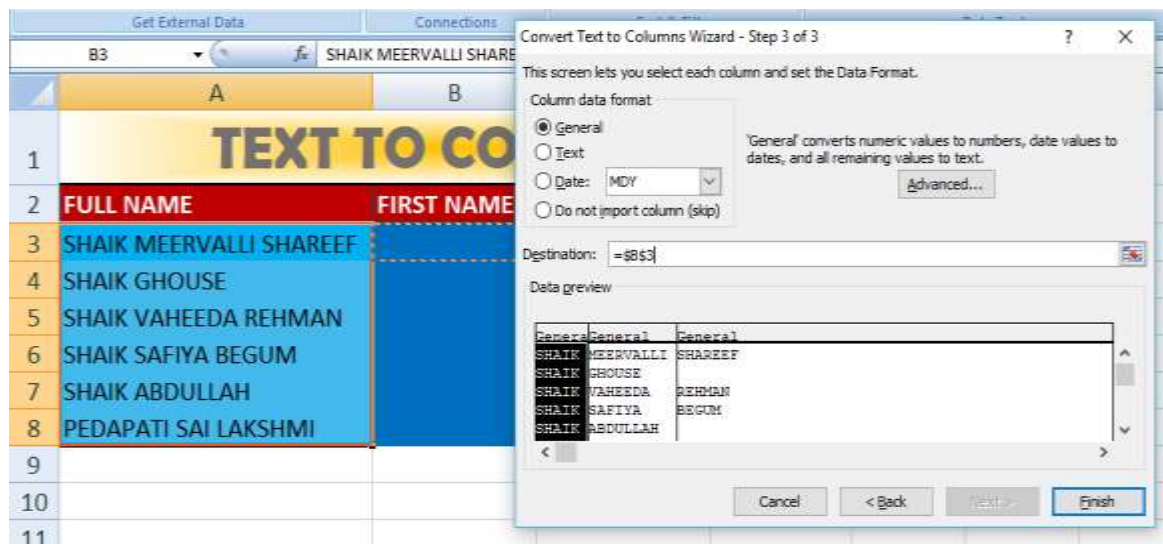 Get External Data
Connections
B3
fx
SHAIK MEERVALLI SHARE
A
B
1
TEXT TO CO
2
FULL NAME
FIRST NAME
3
SHAIK MEERVALLI SHAREEF
4
SHAIK GHOUSE
5
SHAIK VAHEEDA REHMAN
6
SHAIK SAFIYA BEGUM
7
SHAIK ABDULLAH
8
PEDAPATI SAI LAKSHMI
9
10
11
Convert Text to Columns Wizard - Step 3 of 3
?
This screen lets you select each column and set the Data Format.
Column data format
General
Text
Date:
MDY
Do not import column (skip)
'General' converts numeric values to numbers, date values to
dates, and all remaining values to text.
Advanced...
Destination:
=$B$3
Data preview
Genera General General
SHAIK MEERVALLI SHAREEF
SHAIK GHOUSE
SHAIK VAHEEDA REHMAN
SHAIK SAFIYA BEGUM
SHAIK ABDULLAH
Cancel
< Back
Next >
Finish